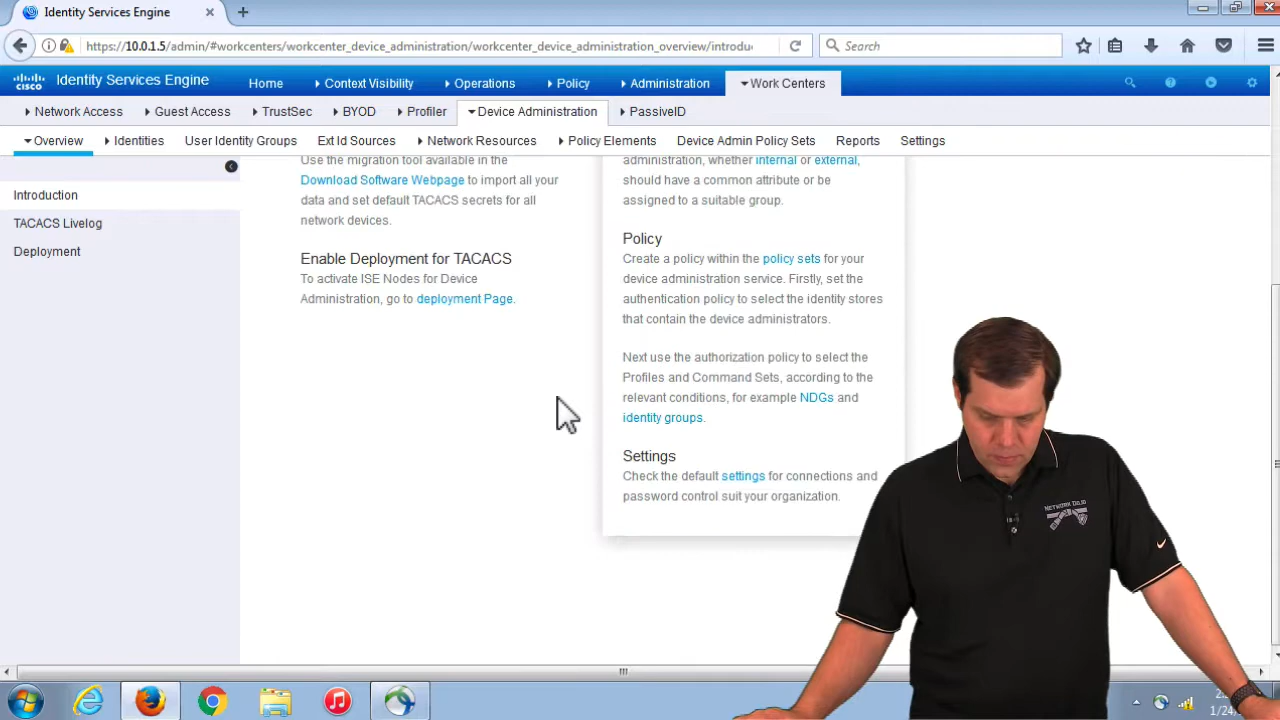 Identity Services Engine
https://10.0.1.5/admin/#workcenters/workcenter_device_administration/workcenter_device_administration_overview/introdu
Search
cisco
Identity Services Engine
Home
Context Visibility
Operations
Policy
Administration
Work Centers
Network Access
Guest Access
TrustSec
BYOD
Profiler
Device Administration
PassiveID
Overview
Identities
User Identity Groups
Ext Id Sources
Network Resources
Policy Elements
Device Admin Policy Sets
Reports
Settings
Introduction
TACACS Livelog
Deployment
Use the migration tool available in the
Download Software Webpage to import all your
data and set default TACACS secrets for all
network devices.
Enable Deployment for TACACS
To activate ISE Nodes for Device
Administration, go to deployment Page.
administration, whether internal or external,
should have a common attribute or be
assigned to a suitable group.
Policy
Create a policy within the policy sets for your
device administration service. Firstly, set the
authentication policy to select the identity stores
that contain the device administrators.
Next use the authorization policy to select the
Profiles and Command Sets, according to the
relevant conditions, for example NDGs and
identity groups.
Settings
Check the default settings for connections and
password control suit your organization.
NETWORK DOJO
1/24/